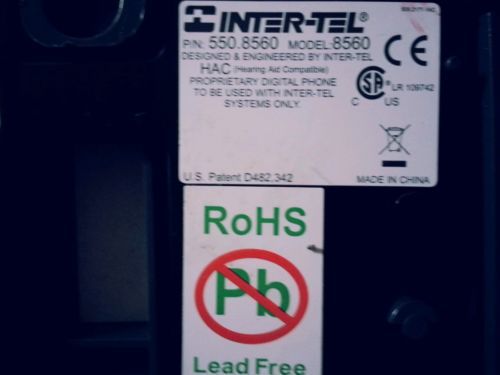 INTER-TEL®
P/N: 550.8560 MODEL: 8560
DESIGNED & ENGINEERED BY INTER-TEL
HAC (Hearing Aid Compatible)
PROPRIETARY DIGITAL PHONE
TO BE USED WITH INTER-TEL
SYSTEMS ONLY.
CE
SA ® LR 109742
C US
U.S. Patent D482,342
MADE IN CHINA
RoHS
Pb
Lead Free